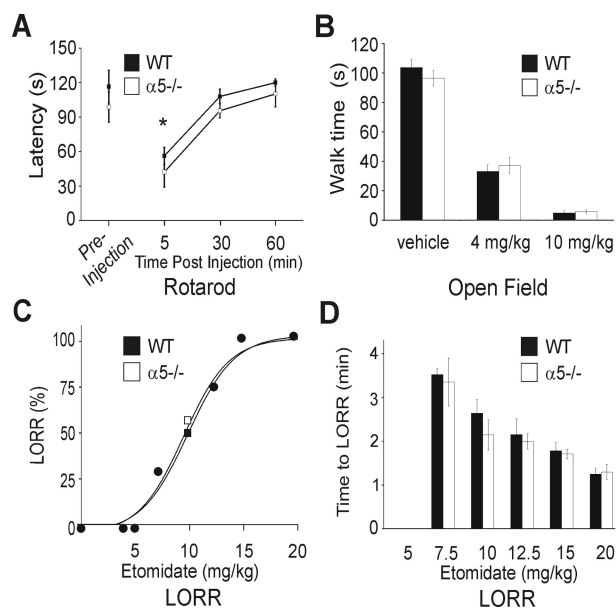 A
WT
α5-/-
Latency (s)
150
120
90
60
30
0
*
Pre-
Injection
5
30
60
Time Post Injection (min)
Rotarod
B
WT
α5-/-
Walk time (s)
120
100
80
60
40
20
0
vehicle
4 mg/kg
10 mg/kg
Open Field
C
WT
α5-/-
LORR (%)
100
75
50
25
0
5
10
15
20
Etomidate (mg/kg)
LORR
D
WT
α5-/-
Time to LORR (min)
4
3
2
1
0
5
7.5
10
12.5
15
20
Etomidate (mg/kg)
LORR